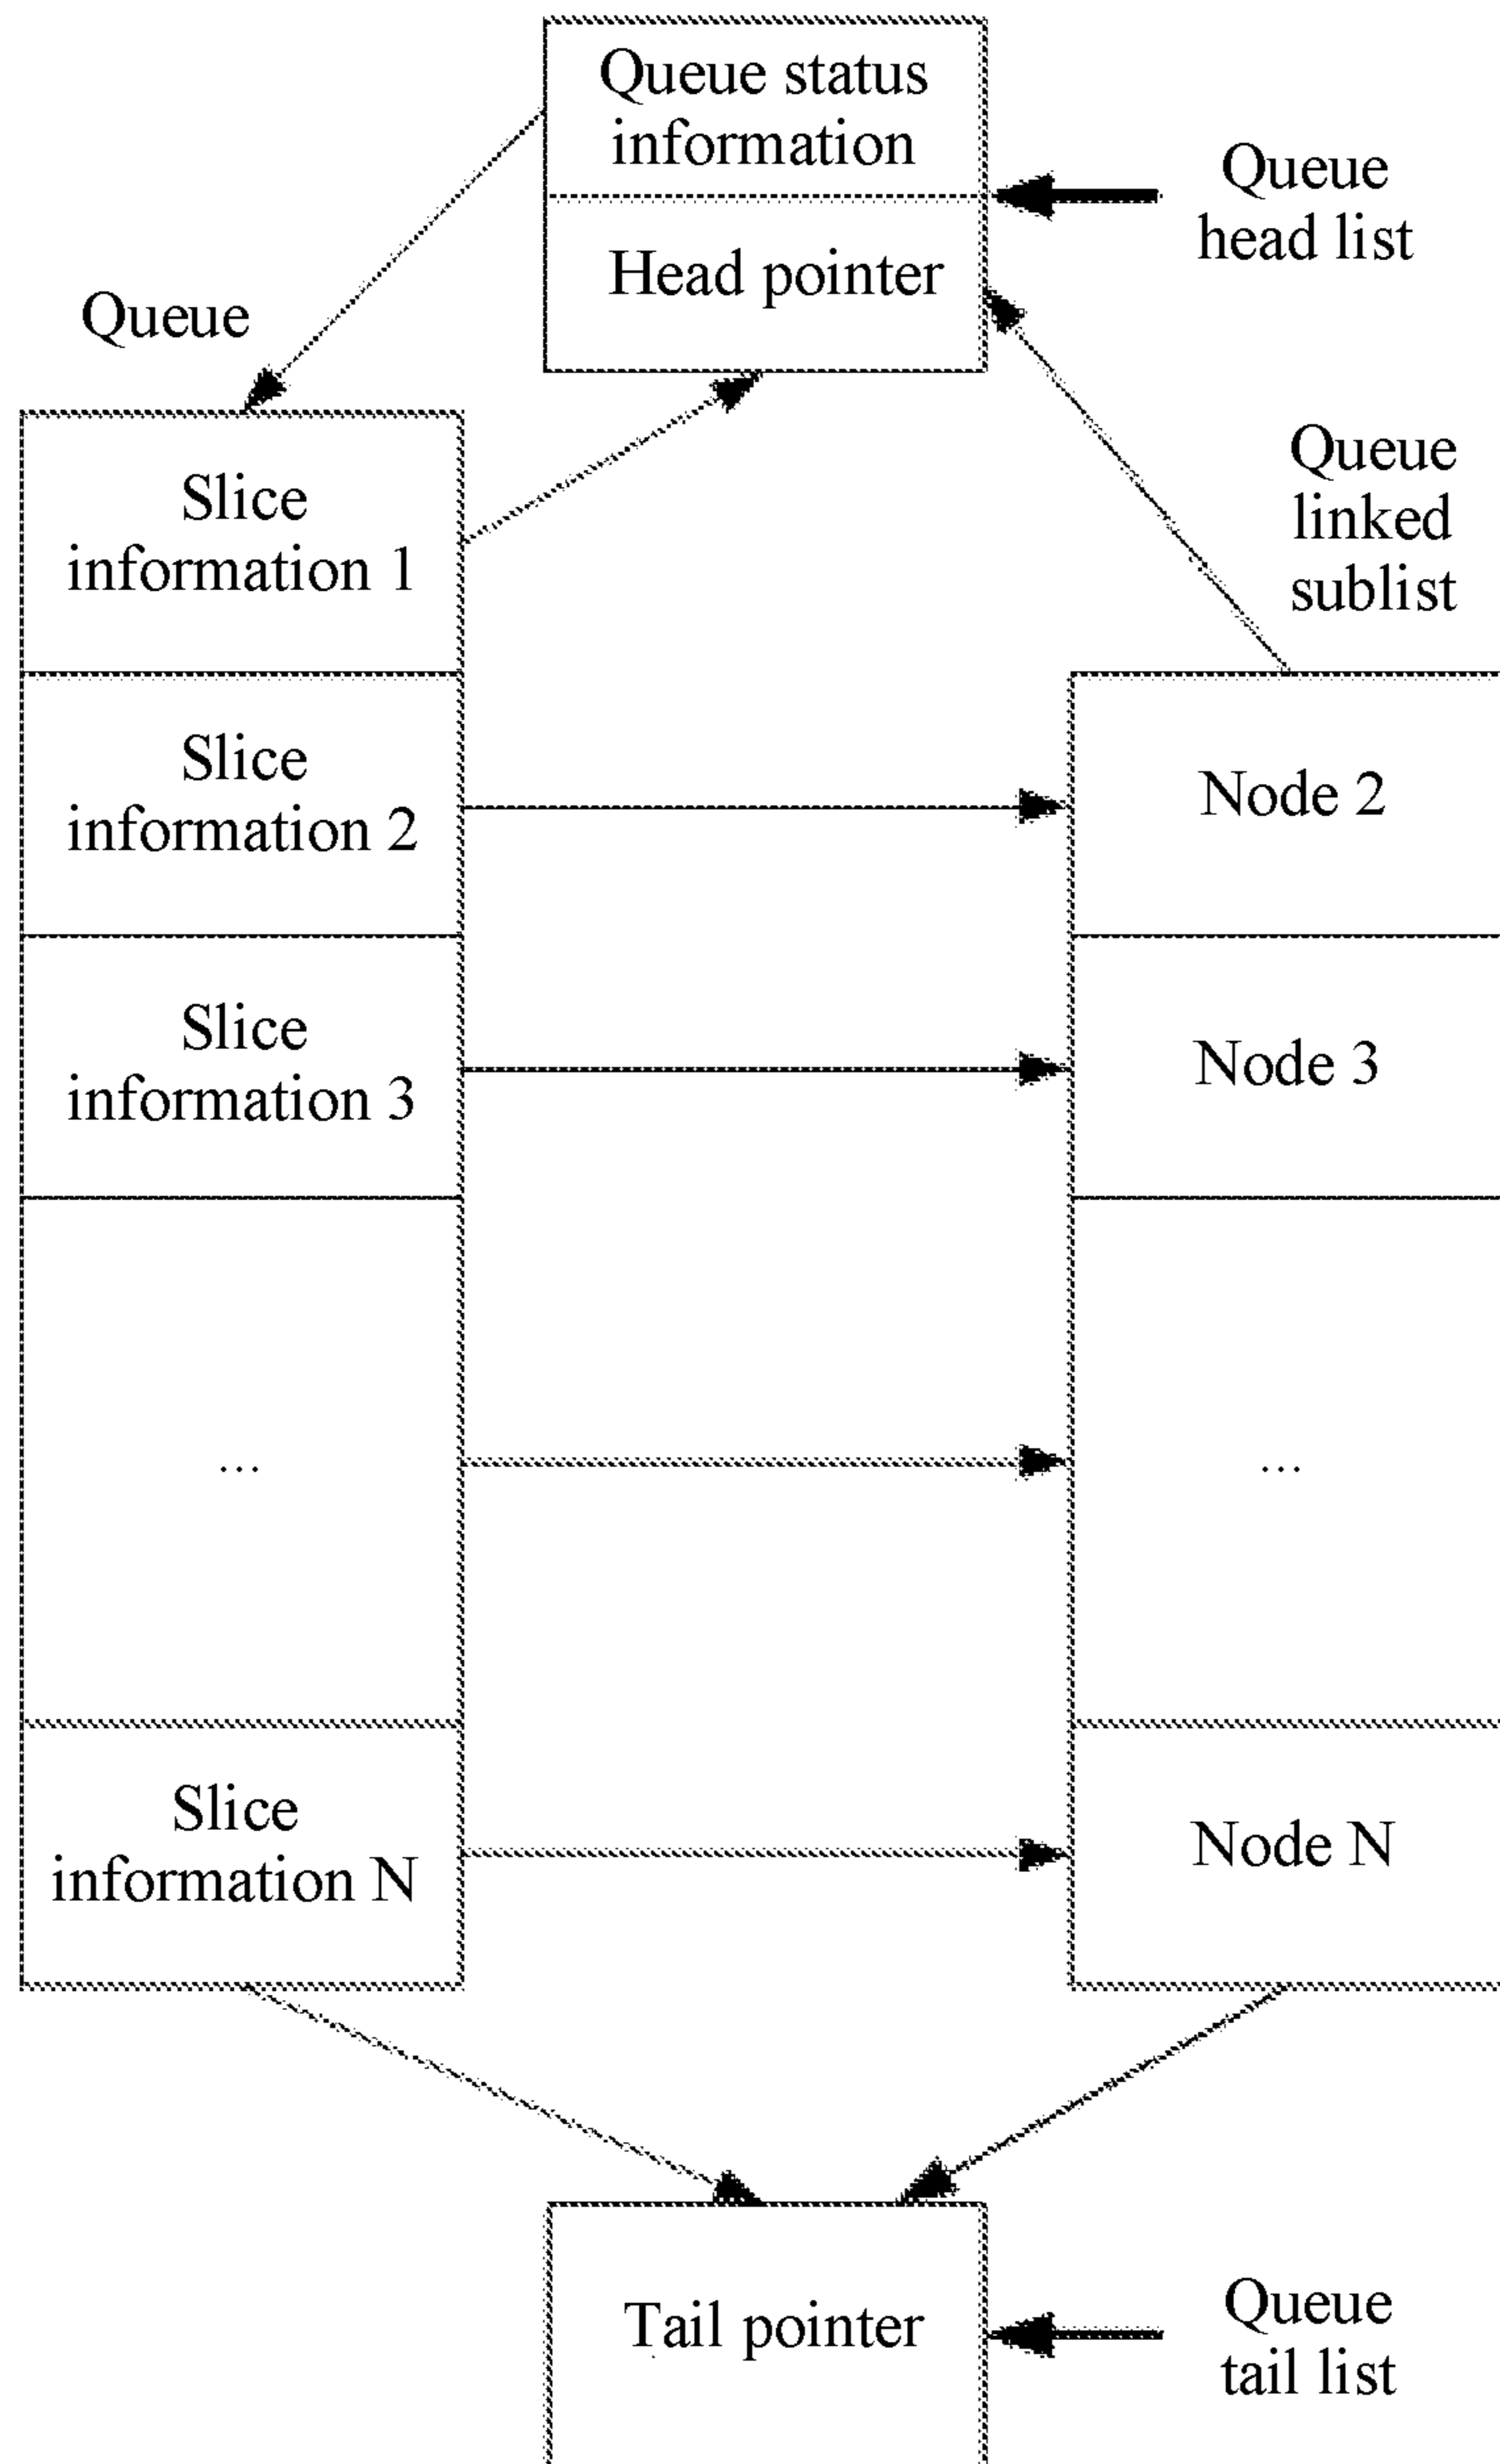 Queue status
information
Queue
head list
Head pointer
Queue
Queue
linked
sublist
Slice
information 1
Slice
information 2
Node 2
Slice
information 3
Node 3
...
...
Slice
information N
Node N
Tail pointer
Queue
tail list